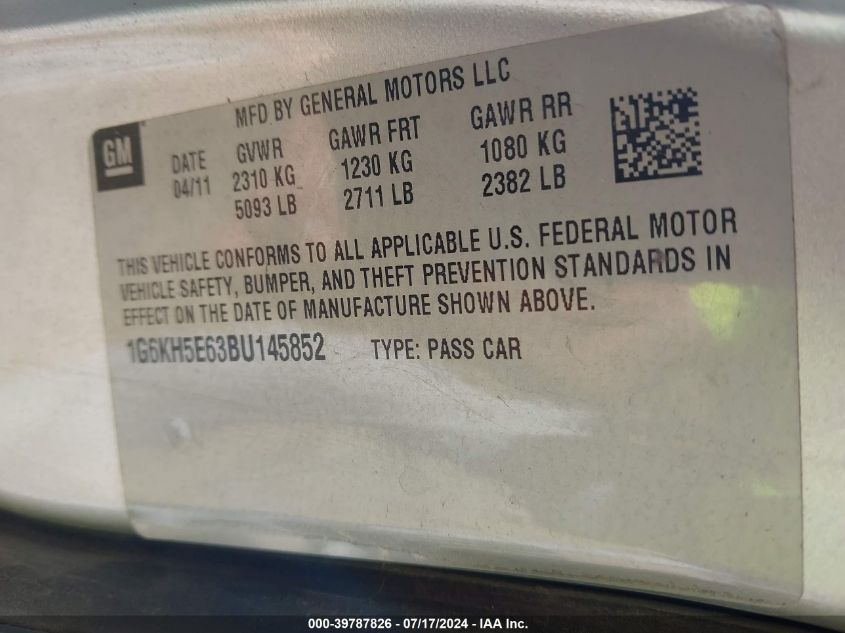 MFD BY GENERAL MOTORS LLC
GM
DATE GVWR GAWR FRT GAWR RR
04/11 2310 KG 1230 KG 1080 KG
5093 LB 2711 LB 2382 LB
THIS VEHICLE CONFORMS TO ALL APPLICABLE U.S. FEDERAL MOTOR
VEHICLE SAFETY, BUMPER, AND THEFT PREVENTION STANDARDS IN
EFFECT ON THE DATE OF MANUFACTURE SHOWN ABOVE.
1G6KH5E63BU145852 TYPE: PASS CAR
000-39787826 - 07/17/2024 - IAA Inc.